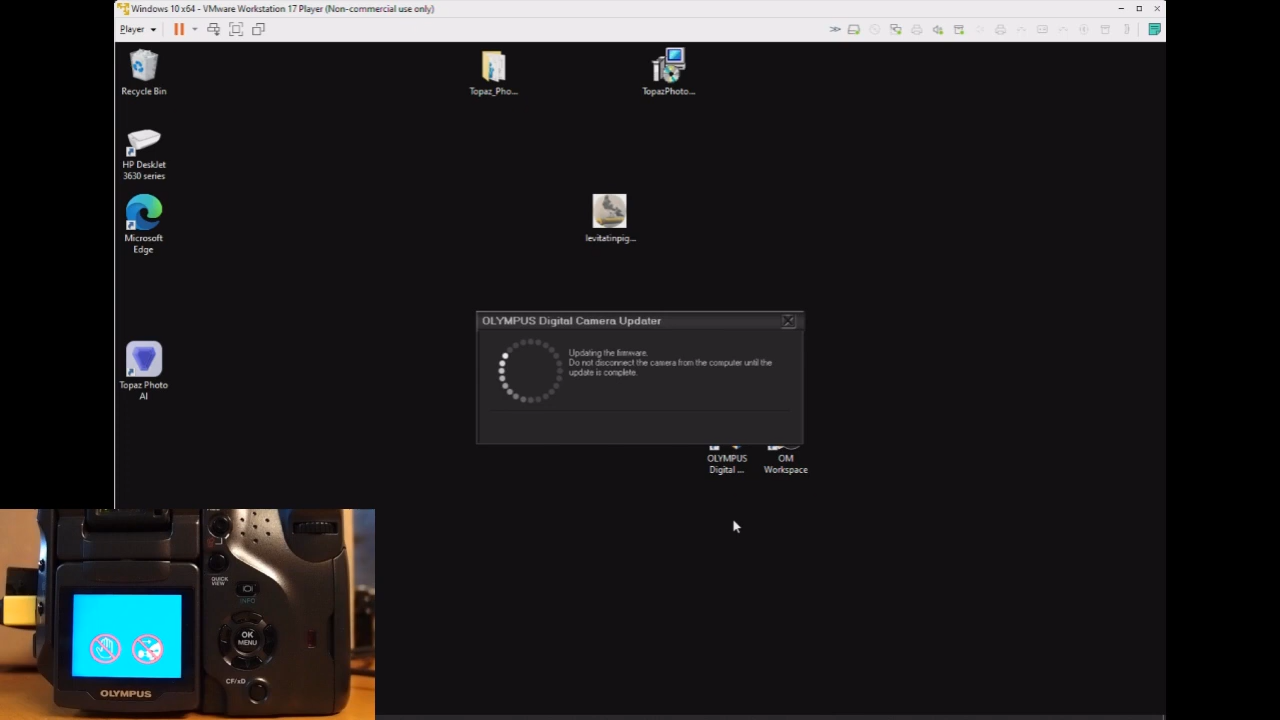 Windows 10 x64 - VMware Workstation 17 Player (Non-commercial use only)
Player
Recycle Bin
Topaz_Pho...
TopazPhoto...
HP DeskJet
3630 series
Microsoft
Edge
levitatinpig...
OLYMPUS Digital Camera Updater
Updating the firmware.
Do not disconnect the camera from the computer until the
update is complete.
Topaz Photo
AI
OLYMPUS
Digital ...
OM
Workspace
QUICK
VIEW
INFO
OK
MENU
CF/xD
OLYMPUS